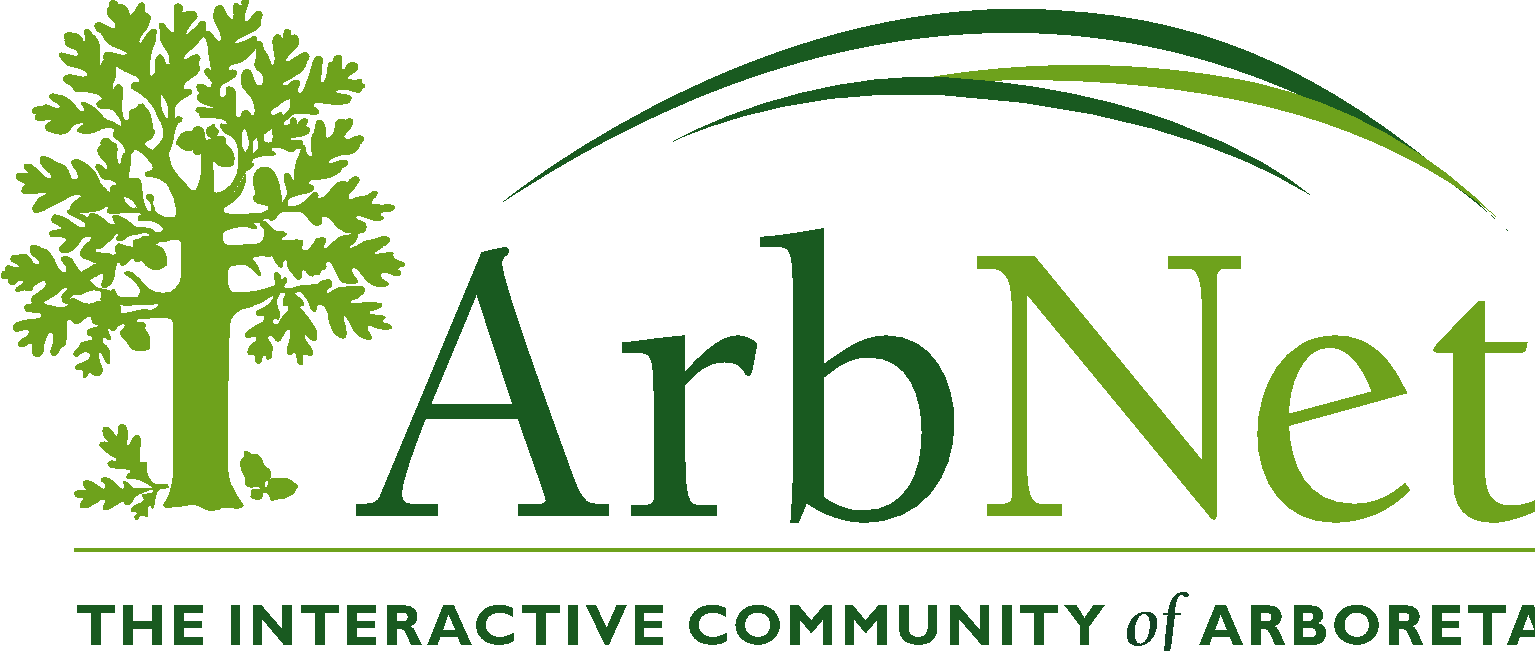 ArbNet
THE INTERACTIVE COMMUNITY of ARBORETA